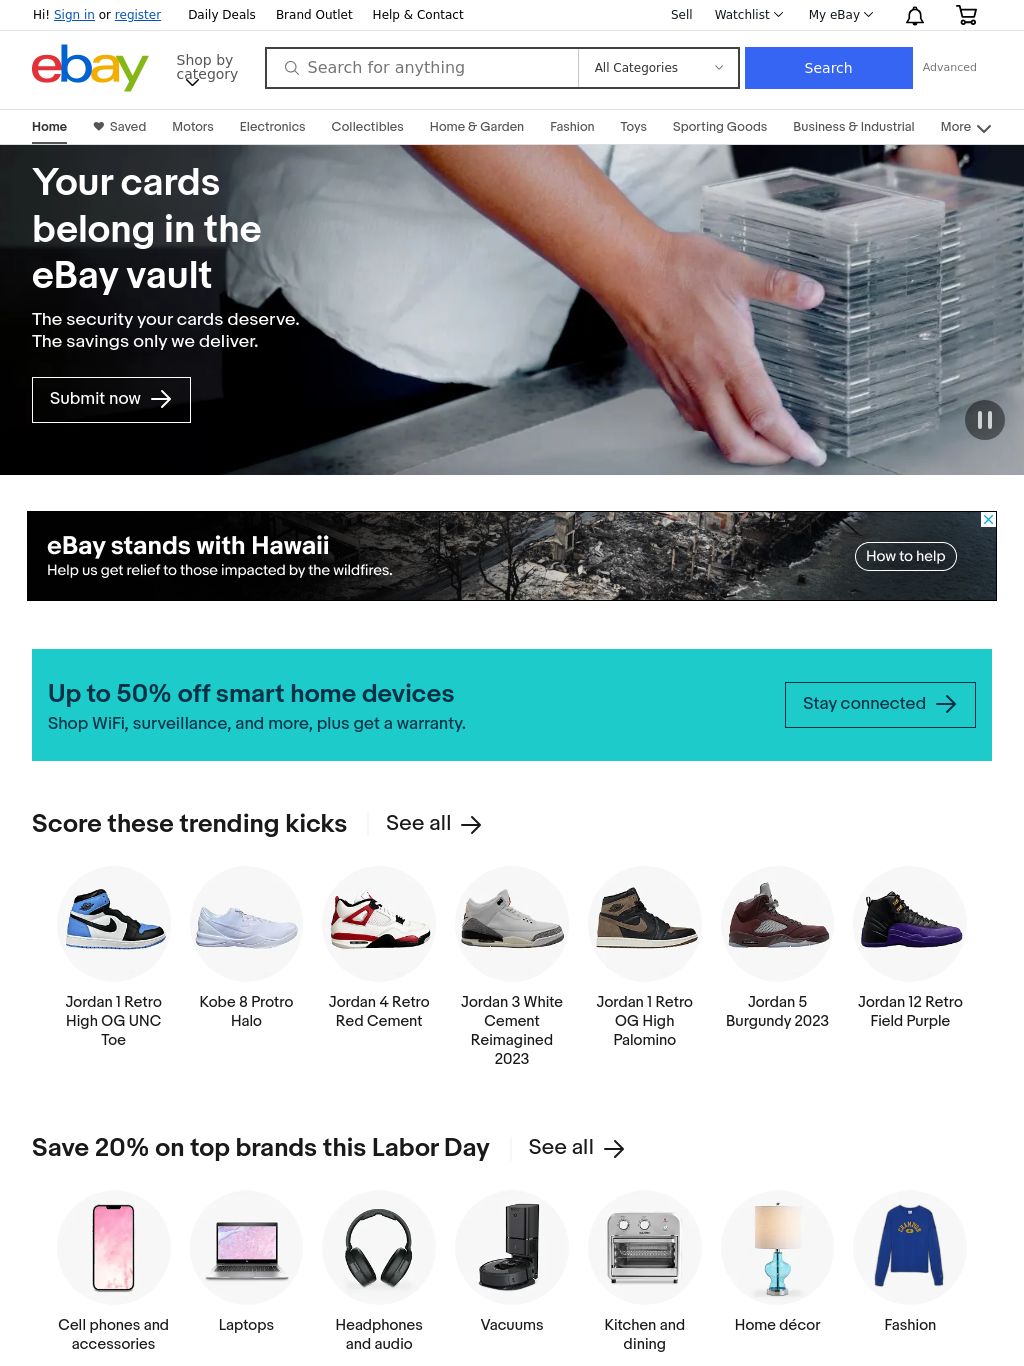 Hi! Sign in or register Daily Deals Brand Outlet Help & Contact Sell Watchlist My eBay
ebay
Shop by
category
Search for anything All Categories Search Advanced
Home Saved Motors Electronics Collectibles Home & Garden Fashion Toys Sporting Goods Business & Industrial More
Your cards
belong in the
eBay vault
The security your cards deserve.
The savings only we deliver.
Submit now
eBay stands with Hawaii
Help us get relief to those impacted by the wildfires.
How to help
Up to 50% off smart home devices
Shop WiFi, surveillance, and more, plus get a warranty.
Stay connected
Score these trending kicks See all
Jordan 1 Retro
High OG UNC
Toe
Kobe 8 Protro
Halo
Jordan 4 Retro
Red Cement
Jordan 3 White
Cement
Reimagined
2023
Jordan 1 Retro
OG High
Palomino
Jordan 5
Burgundy 2023
Jordan 12 Retro
Field Purple
Save 20% on top brands this Labor Day See all
Cell phones and
accessories
Laptops
Headphones
and audio
Vacuums
Kitchen and
dining
Home décor
Fashion